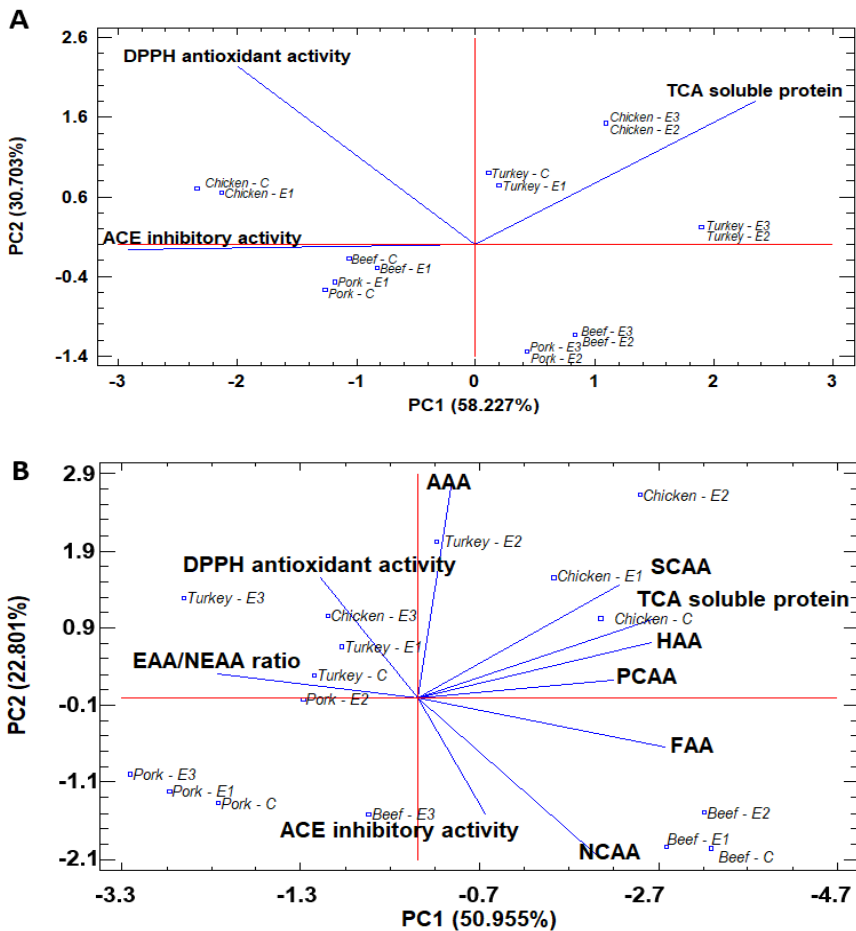 A
2.6
1.6
0.6
-0.4
-1.4
PC2 (30.703%)
DPPH antioxidant activity
TCA soluble protein
Chicken - E3
Chicken - E2
Turkey - C
Turkey - E1
Chicken - C
Chicken - E1
Turkey - E3
Turkey - E2
ACE inhibitory activity
Beef - C
Beef - E1
Pork - E1
Pork - C
Beef - E3
Beef - E2
Pork - E3
Pork - E2
-3 -2 -1 0 1 2 3
PC1 (58.227%)
B
2.9
1.9
0.9
-0.1
-1.1
-2.1
PC2 (22.801%)
AAA
Chicken - E2
Turkey - E2
DPPH antioxidant activity
Chicken - E1
SCAA
Turkey - E3
TCA soluble protein
Chicken - E3
Chicken - C
HAA
Turkey - E1
EAA/NEAA ratio
Turkey - C
PCAA
Pork - E2
FAA
Pork - E3
Pork - E1
Pork - C
Beef - E3
Beef - E2
ACE inhibitory activity
Beef - E1
NCAA
Beef - C
-3.3 -1.3 -0.7 -2.7 -4.7
PC1 (50.955%)